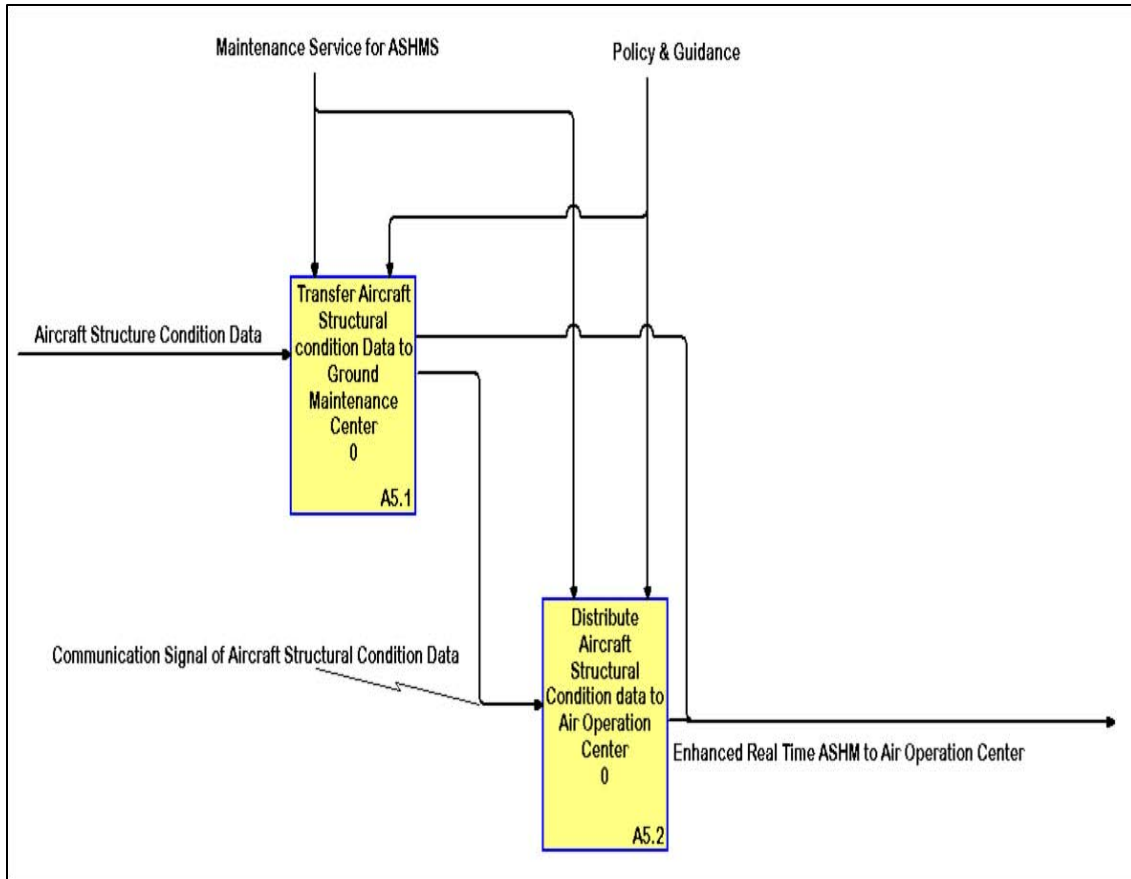 Maintenance Service for ASHMS
Policy & Guidance
Transfer Aircraft
Structural
condition Data to
Ground
Maintenance
Center
0
A5.1
Aircraft Structure Condition Data
Distribute
Aircraft
Structural
Condition data to
Air Operation
Center
0
A5.2
Communication Signal of Aircraft Structural Condition Data
Enhanced Real Time ASHM to Air Operation Center